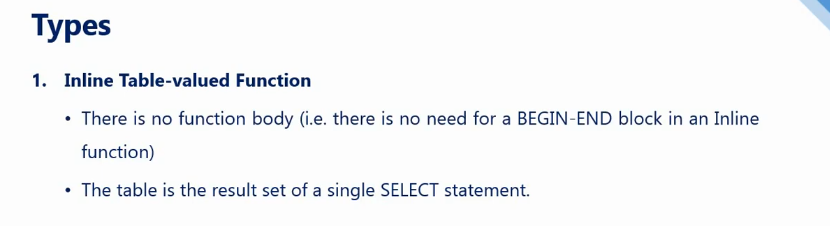 Types
1. Inline Table-valued Function
• There is no function body (i.e. there is no need for a BEGIN-END block in an Inline
function)
• The table is the result set of a single SELECT statement.